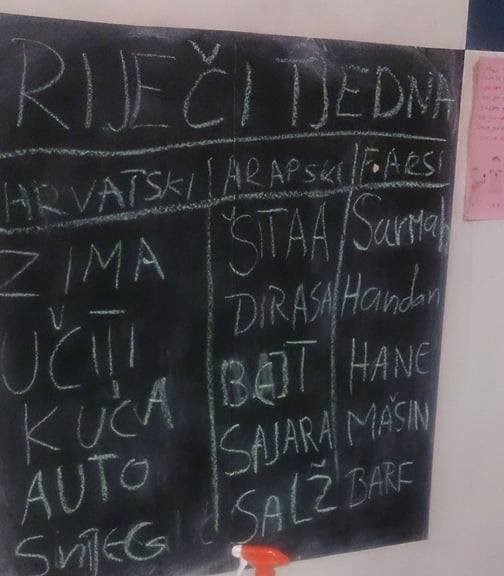 RIJEČI TJEDNA
HRVATSKI ARAPSKI FARSI
ZIMA ŠITAA Sarmah
UČITI DIRASA Handan
KUĆA BEJT HANE
AUTO SAJARA MAŠIN
SNIJEG SALŽ BARF